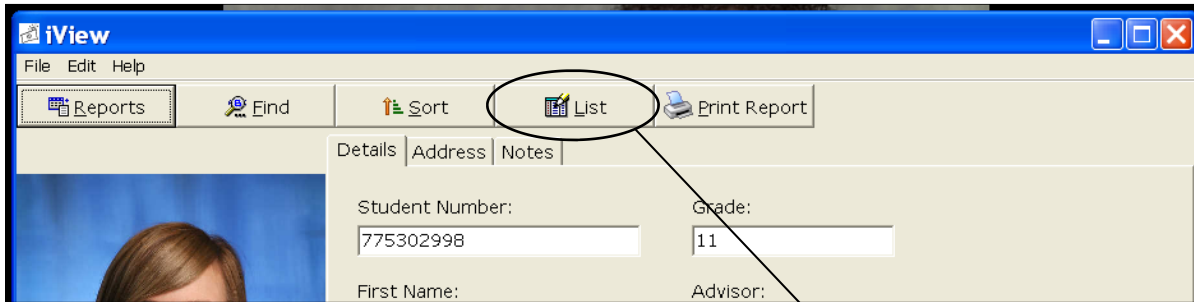 iView
File Edit Help
Reports Find Sort List Print Report
Details Address Notes
Student Number: Grade:
775302998 11
First Name: Advisor: